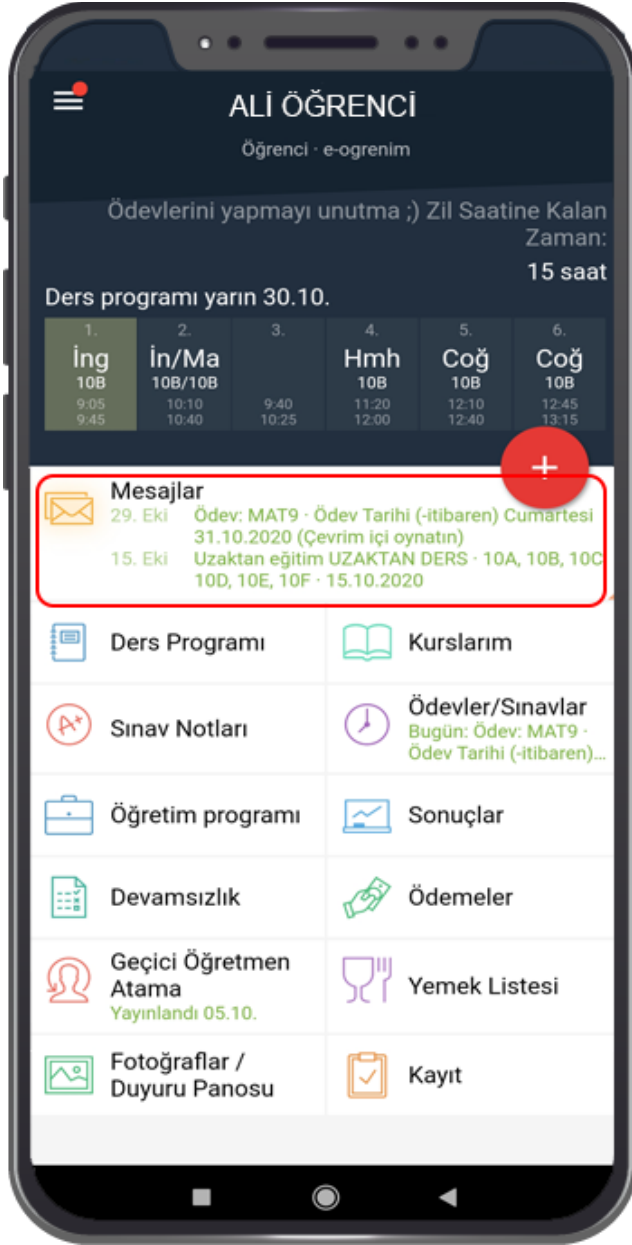 ALİ ÖĞRENCİ
Öğrenci · e-ogrenim
Ödevlerini yapmayı unutma ;) Zil Saatine Kalan
Zaman:
15 saat
Ders programı yarın 30.10.
1. 2. 3. 4. 5. 6.
İng İn/Ma Hmh Coğ Coğ
10B 10B/10B 10B 10B 10B
9:05 10:10 9:40 11:20 12:10 12:45
9:45 10:40 10:25 12:00 12:40 13:15
+
Mesajlar
29. Eki Ödev: MAT9 · Ödev Tarihi (-itibaren) Cumartesi
31.10.2020 (Çevrim içi oynatın)
15. Eki Uzaktan eğitim UZAKTAN DERS · 10A, 10B, 10C
10D, 10E, 10F · 15.10.2020
Ders Programı
Kurslarım
A+
Sınav Notları
Ödevler/Sınavlar
Bugün: Ödev: MAT9 ·
Ödev Tarihi (-itibaren)...
Öğretim programı
Sonuçlar
Devamsızlık
Ödemeler
Geçici Öğretmen
Atama
Yayınlandı 05.10.
Yemek Listesi
Fotoğraflar /
Duyuru Panosu
Kayıt